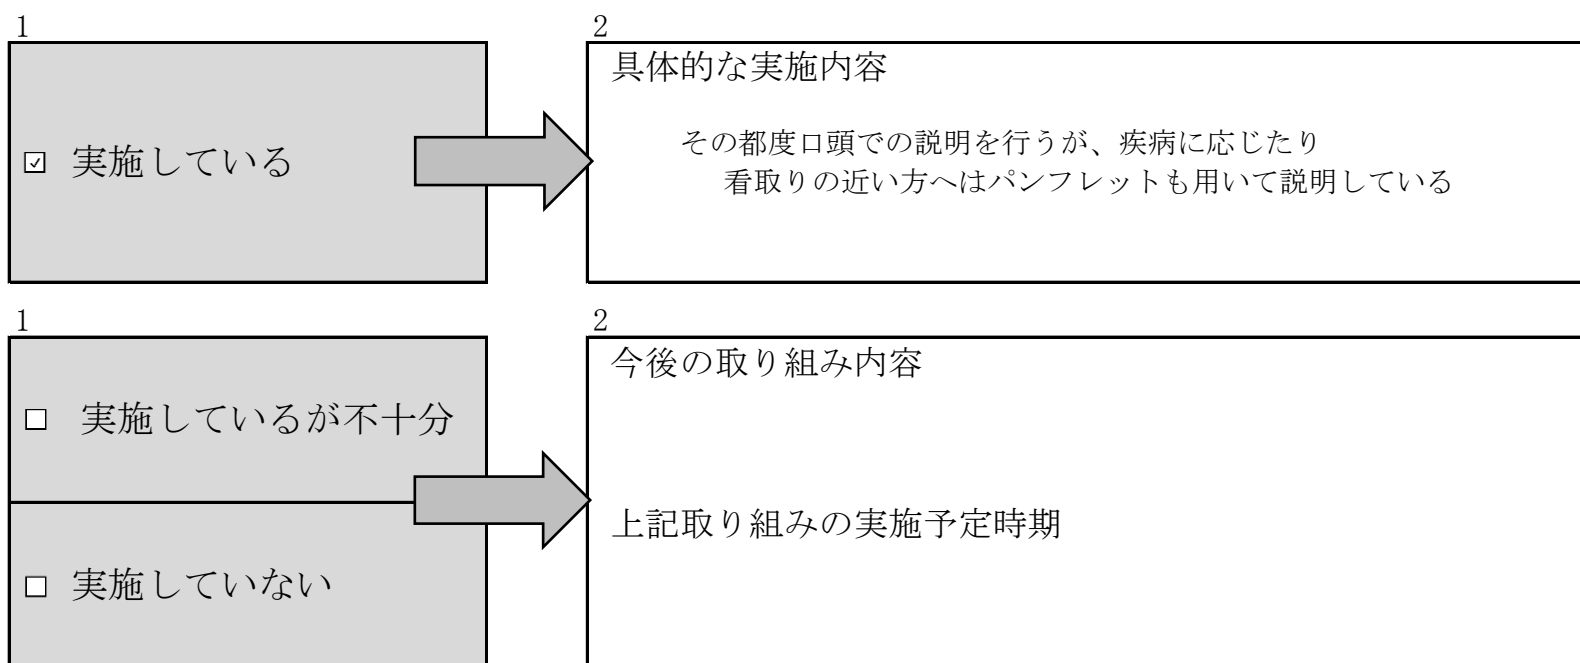 1
2
☑ 実施している
具体的な実施内容
その都度口頭での説明を行うが、疾病に応じたり
看取りの近い方へはパンフレットも用いて説明している
1
2
☐ 実施しているが不十分
☐ 実施していない
今後の取り組み内容
上記取り組みの実施予定時期